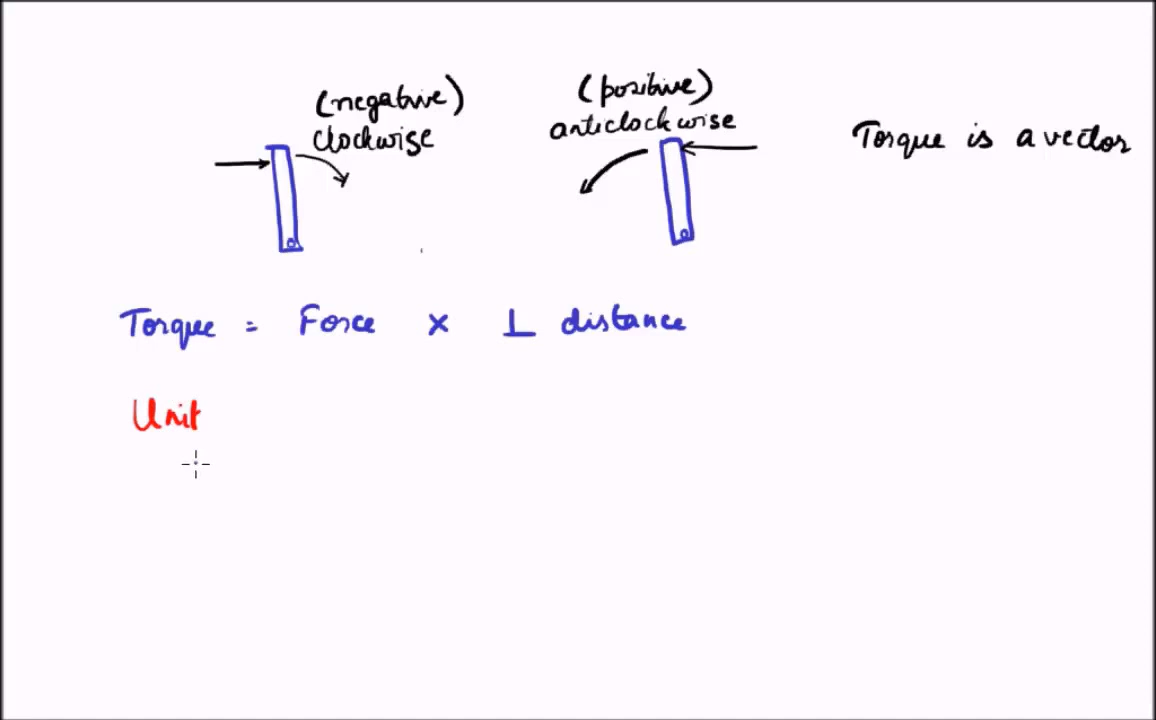 (negative)
clockwise
(positive)
anticlockwise
Torque is a vector
Torque = Force × ⊥ distance
Unit